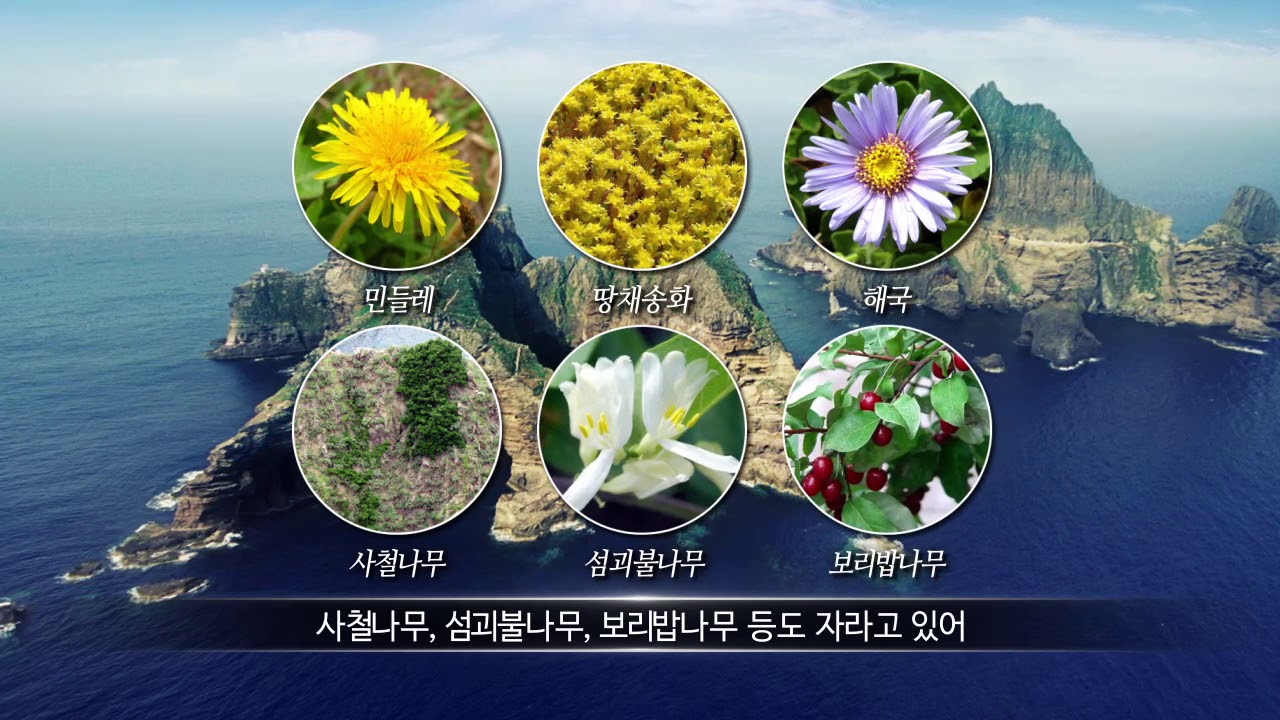 민들레
땅채송화
해국
사철나무
섬괴불나무
보리밥나무
사철나무, 섬괴불나무, 보리밥나무 등도 자라고 있어